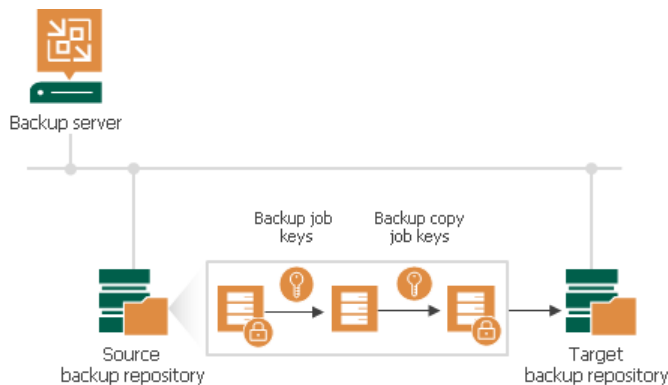 Backup server
Backup job
keys
Backup copy
job keys
Source
backup repository
Target
backup repository